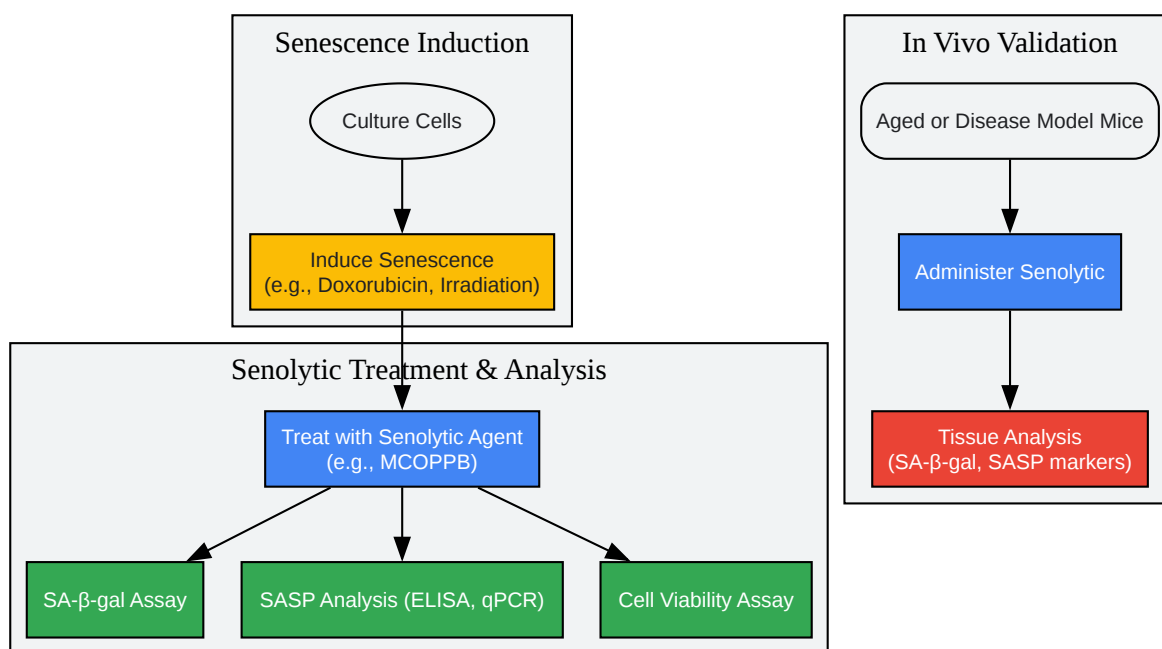 Senescence Induction
Culture Cells
Induce Senescence
(e.g., Doxorubicin, Irradiation)
Senolytic Treatment & Analysis
Treat with Senolytic Agent
(e.g., MCOPPB)
SA-β-gal Assay
SASP Analysis (ELISA, qPCR)
Cell Viability Assay
In Vivo Validation
Aged or Disease Model Mice
Administer Senolytic
Tissue Analysis
(SA-β-gal, SASP markers)